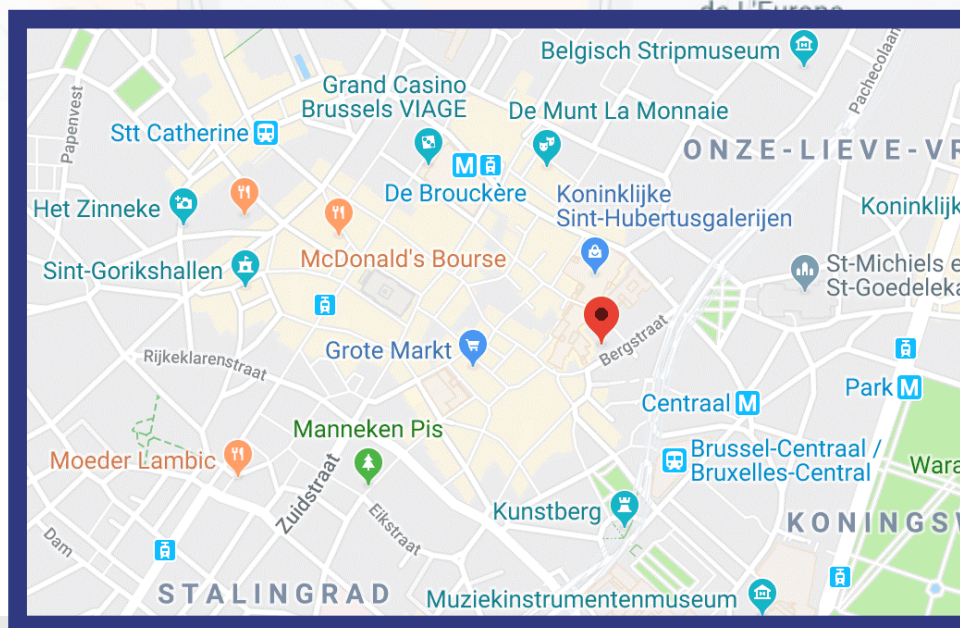 de L'Europe
Belgisch Stripmuseum
Pachecolaan
Grand Casino
Brussels VIAGE
De Munt La Monnaie
Papenvest.
Stt Catherine
ONZE-LIEVE-VR
M
De Brouckère
Koninklijke
Sint-Hubertusgalerijen
Het Zinneke
Koninklijk
McDonald's Bourse
Sint-Gorikshallen
St-Michiels e
St-Goedeleka
Bergstraat
Grote Markt
Rijkeklarenstraat
Park M
Centraal M
Manneken Pis
Brussel-Centraal /
Bruxelles-Central
Moeder Lambic
Wara
Zuidstraat
Kunstberg
KONINGSW
Eikstraat
Dam
STALINGRAD
Muziekinstrumentenmuseum